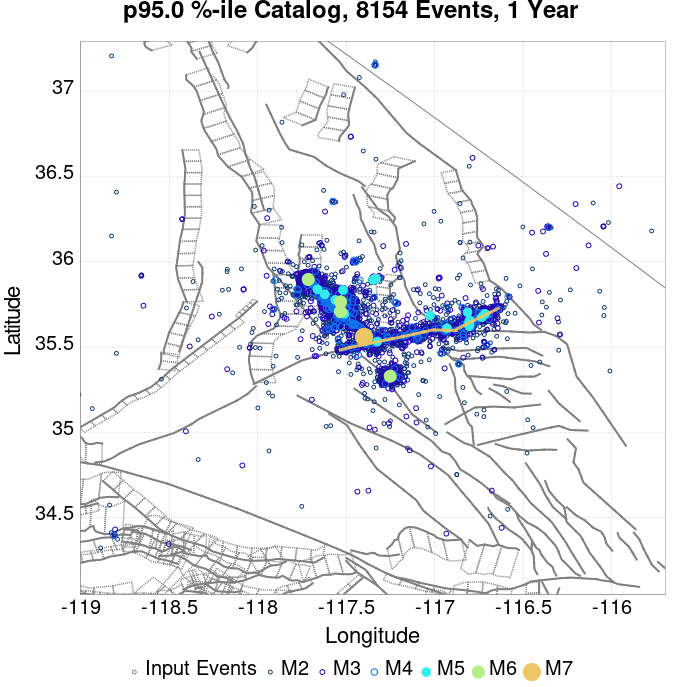 p95.0 %-ile Catalog, 8154 Events, 1 Year
37
36.5
36
35.5
35
34.5
Latitude
-119
-118.5
-118
-117.5
-117
-116.5
-116
Longitude
Input Events
M2
M3
M4
M5
M6
M7